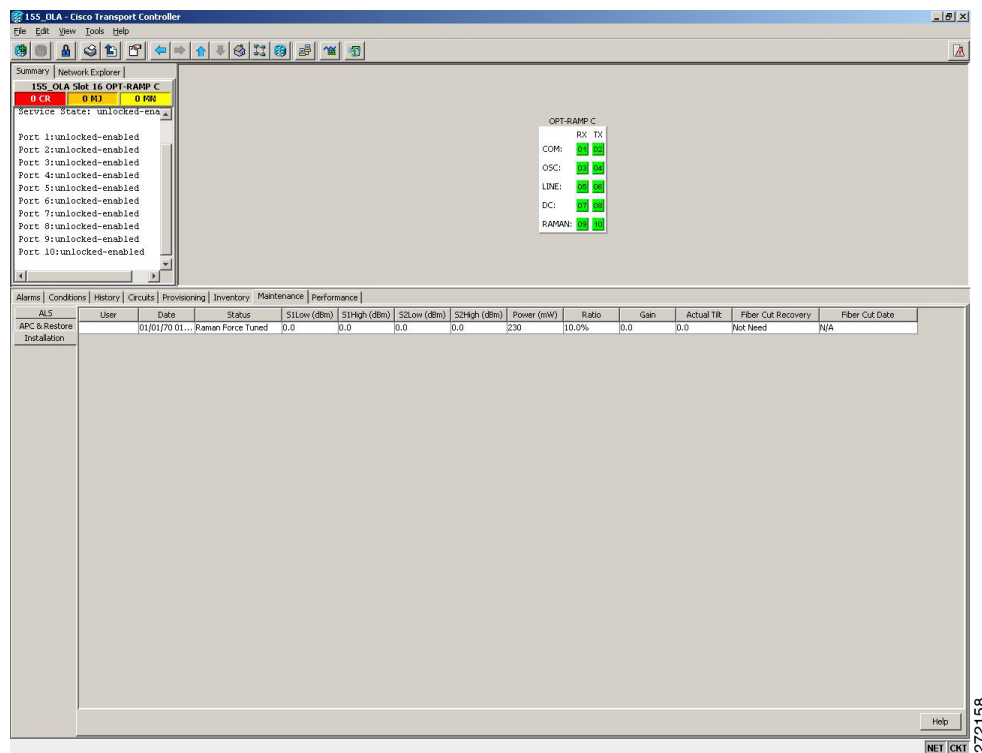 155_OLA - Cisco Transport Controller
File Edit View Tools Help
Summary Network Explorer
155_OLA Slot 16 OPT-RAMP C
0 CR 0 MJ 0 MN
Service State: unlocked-ena
Port 1:unlocked-enabled
Port 2:unlocked-enabled
Port 3:unlocked-enabled
Port 4:unlocked-enabled
Port 5:unlocked-enabled
Port 6:unlocked-enabled
Port 7:unlocked-enabled
Port 8:unlocked-enabled
Port 9:unlocked-enabled
Port 10:unlocked-enabled
OPT-RAMP C
RX TX
COM: 01 02
OSC: 03 04
LINE: 05 06
DC: 07 08
RAMAN: 09 10
Alarms Conditions History Circuits Provisioning Inventory Maintenance Performance
ALS
APC & Restore
Installation
User Date Status S1Low (dBm) S1High (dBm) S2Low (dBm) S2High (dBm) Power (mW) Ratio Gain Actual Tilt Fiber Cut Recovery Fiber Cut Date
01/01/70 01... Raman Force Tuned 0.0 0.0 0.0 0.0 230 10.0% 0.0 0.0 Not Need N/A
Help
NET CKT
272158